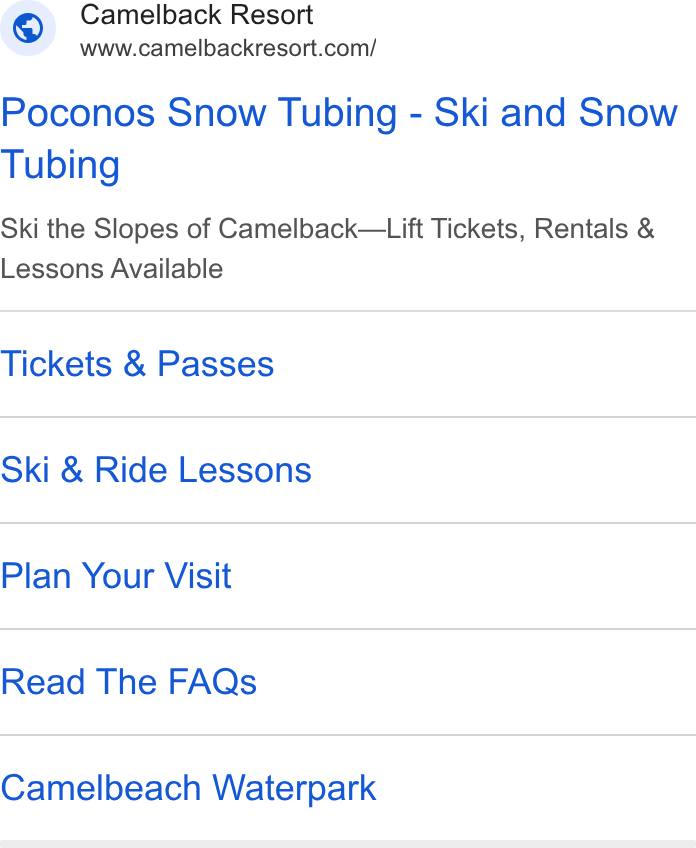 Camelback Resort
www.camelbackresort.com/
Poconos Snow Tubing - Ski and Snow
Tubing
Ski the Slopes of Camelback—Lift Tickets, Rentals &
Lessons Available
Tickets & Passes
Ski & Ride Lessons
Plan Your Visit
Read The FAQs
Camelbeach Waterpark